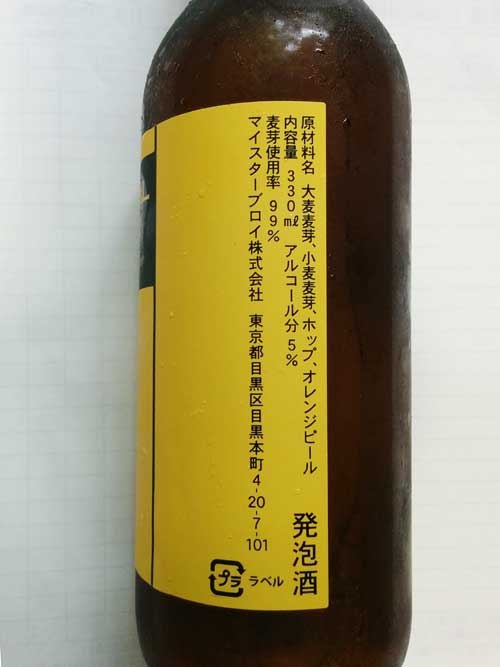 原材料名 大麦麦芽、小麦麦芽、ホップ、オレンジピール
内容量 330㎖ アルコール分 5%
麦芽使用率 99%
マイスターブロイ株式会社 東京都目黒区目黒本町4-20-7-101
発泡酒
プラ ラベル